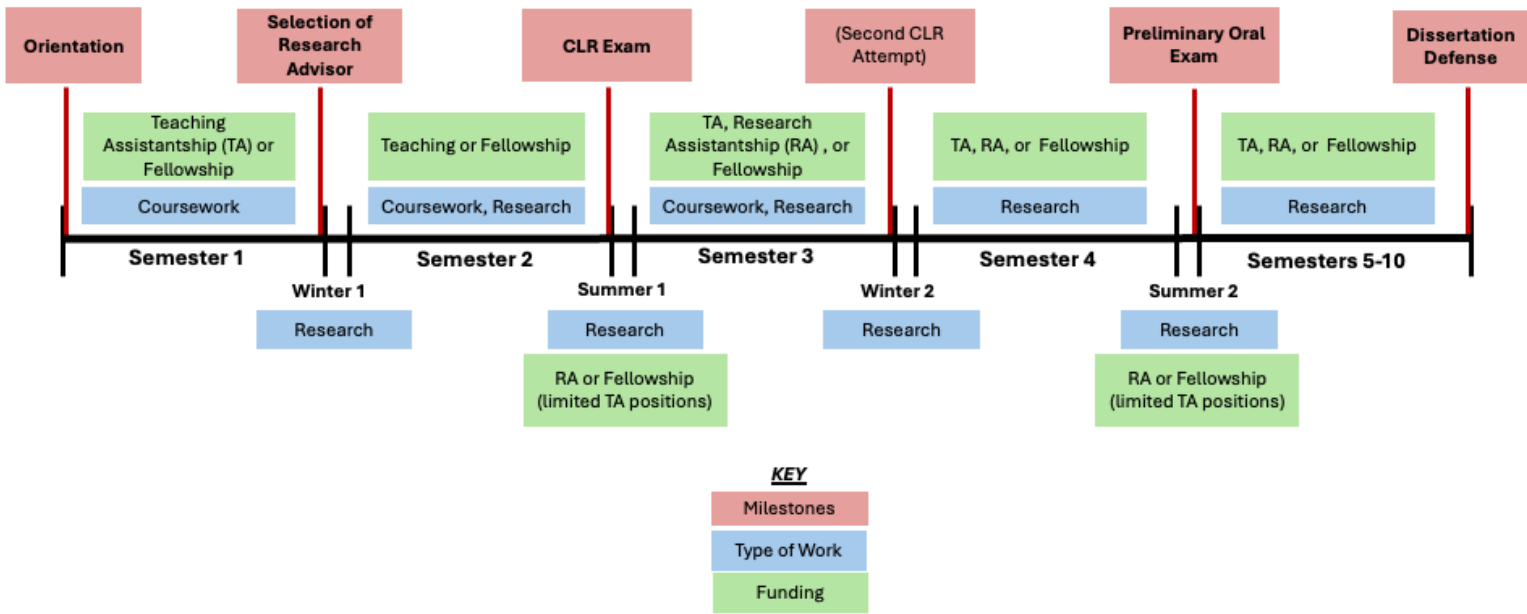 Orientation
Selection of
Research
Advisor
CLR Exam
(Second CLR
Attempt)
Preliminary Oral
Exam
Dissertation
Defense
Teaching
Assistantship (TA) or
Fellowship
Teaching or Fellowship
TA, Research
Assistantship (RA) , or
Fellowship
TA, RA, or Fellowship
TA, RA, or Fellowship
Coursework
Coursework, Research
Coursework, Research
Research
Research
Semester 1
Semester 2
Semester 3
Semester 4
Semesters 5-10
Winter 1
Summer 1
Winter 2
Summer 2
Research
Research
Research
Research
RA or Fellowship
(limited TA positions)
RA or Fellowship
(limited TA positions)
KEY
Milestones
Type of Work
Funding